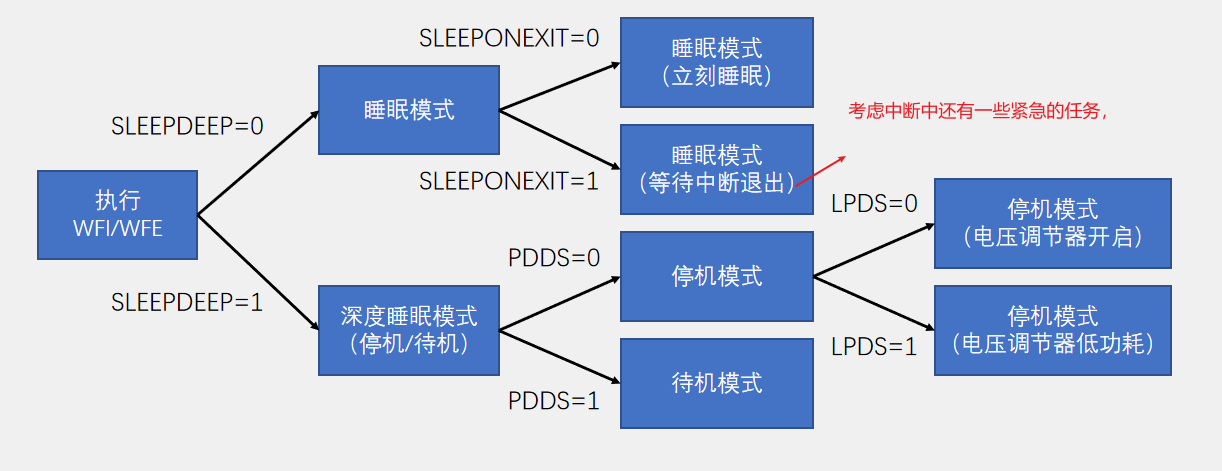 SLEEPONEXIT=0
睡眠模式
（立刻睡眠）
睡眠模式
考虑中断中还有一些紧急的任务，
SLEEPDEEP=0
睡眠模式
（等待中断退出）
SLEEPONEXIT=1
执行
WFI/WFE
LPDS=0
停机模式
（电压调节器开启）
PDDS=0
停机模式
SLEEPDEEP=1
深度睡眠模式
（停机/待机）
停机模式
（电压调节器低功耗）
LPDS=1
待机模式
PDDS=1